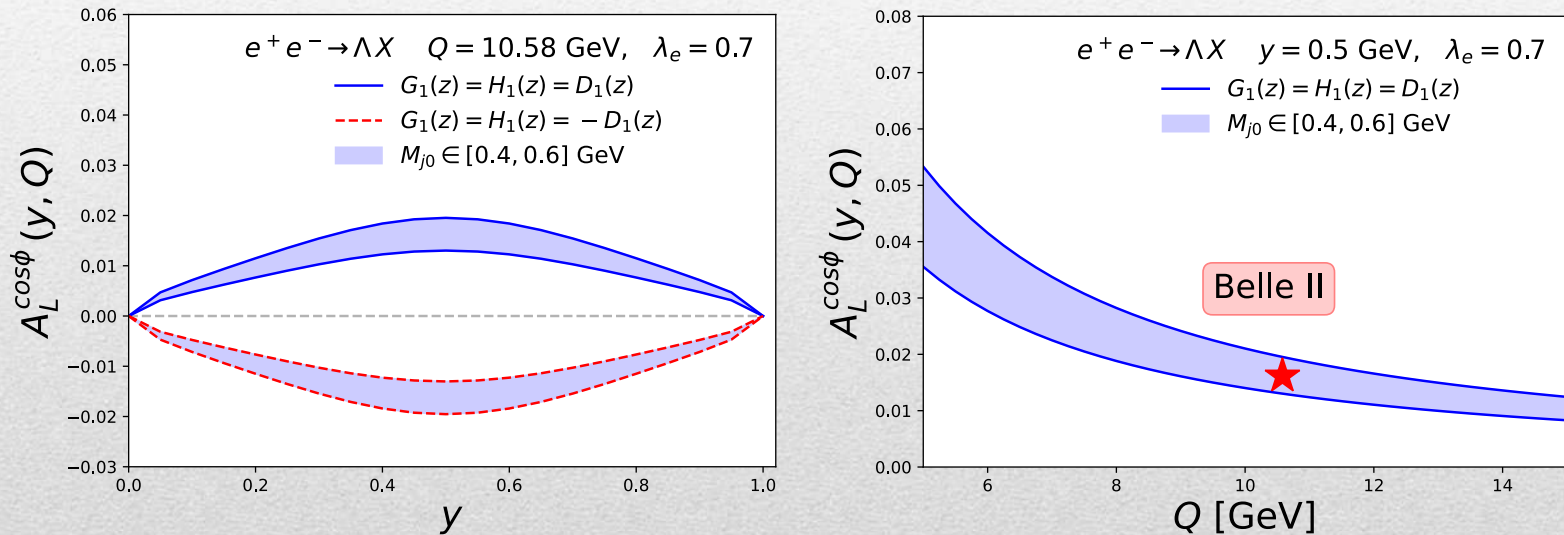 e⁺e⁻→ΛX Q = 10.58 GeV, λ_e = 0.7
G₁(z) = H₁(z) = D₁(z)
G₁(z) = H₁(z) = −D₁(z)
M_{j0} ∈ [0.4, 0.6] GeV
A_L^{cosϕ}(y, Q)
0.06
0.05
0.04
0.03
0.02
0.01
0.00
−0.01
−0.02
−0.03
0.0 0.2 0.4 0.6 0.8 1.0
y
e⁺e⁻→ΛX y = 0.5 GeV, λ_e = 0.7
G₁(z) = H₁(z) = D₁(z)
M_{j0} ∈ [0.4, 0.6] GeV
Belle II
A_L^{cosϕ}(y, Q)
0.08
0.07
0.06
0.05
0.04
0.03
0.02
0.01
0.00
6 8 10 12 14
Q [GeV]